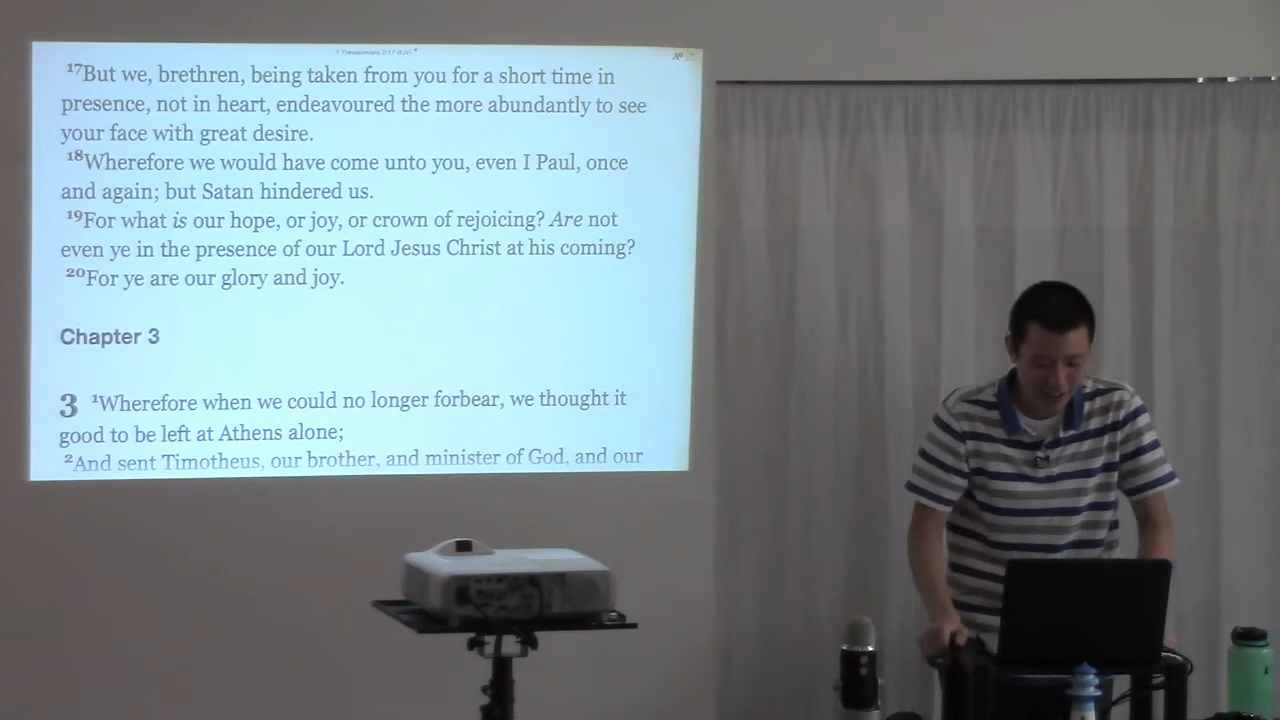 1 Thessalonians 2:17 (KJV)
17But we, brethren, being taken from you for a short time in
presence, not in heart, endeavoured the more abundantly to see
your face with great desire.
18Wherefore we would have come unto you, even I Paul, once
and again; but Satan hindered us.
19For what is our hope, or joy, or crown of rejoicing? Are not
even ye in the presence of our Lord Jesus Christ at his coming?
20For ye are our glory and joy.
Chapter 3
3 1Wherefore when we could no longer forbear, we thought it
good to be left at Athens alone;
2And sent Timotheus, our brother, and minister of God, and our